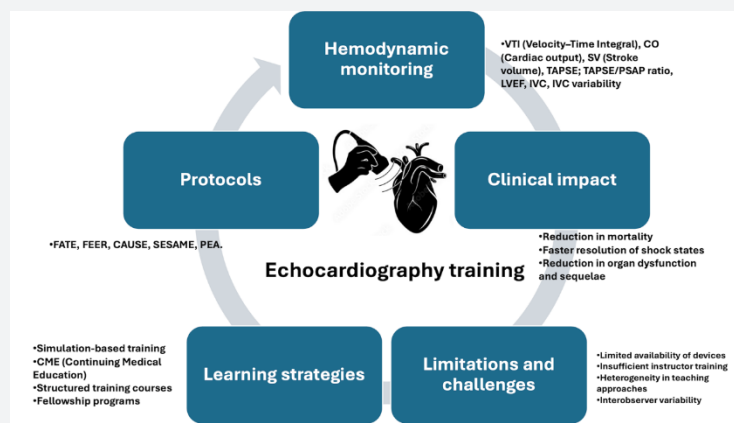 Hemodynamic
monitoring
•VTI (Velocity–Time Integral), CO
(Cardiac output), SV (Stroke
volume), TAPSE; TAPSE/PSAP ratio,
LVEF, IVC, IVC variability
Protocols
Clinical impact
•FATE, FEER, CAUSE, SESAME, PEA.
•Reduction in mortality
•Faster resolution of shock states
•Reduction in organ dysfunction
and sequelae
Echocardiography training
•Simulation-based training
•CME (Continuing Medical
Education)
•Structured training courses
•Fellowship programs
Learning strategies
Limitations and
challenges
•Limited availability of devices
•Insufficient instructor training
•Heterogeneity in teaching
approaches
•Interobserver variability